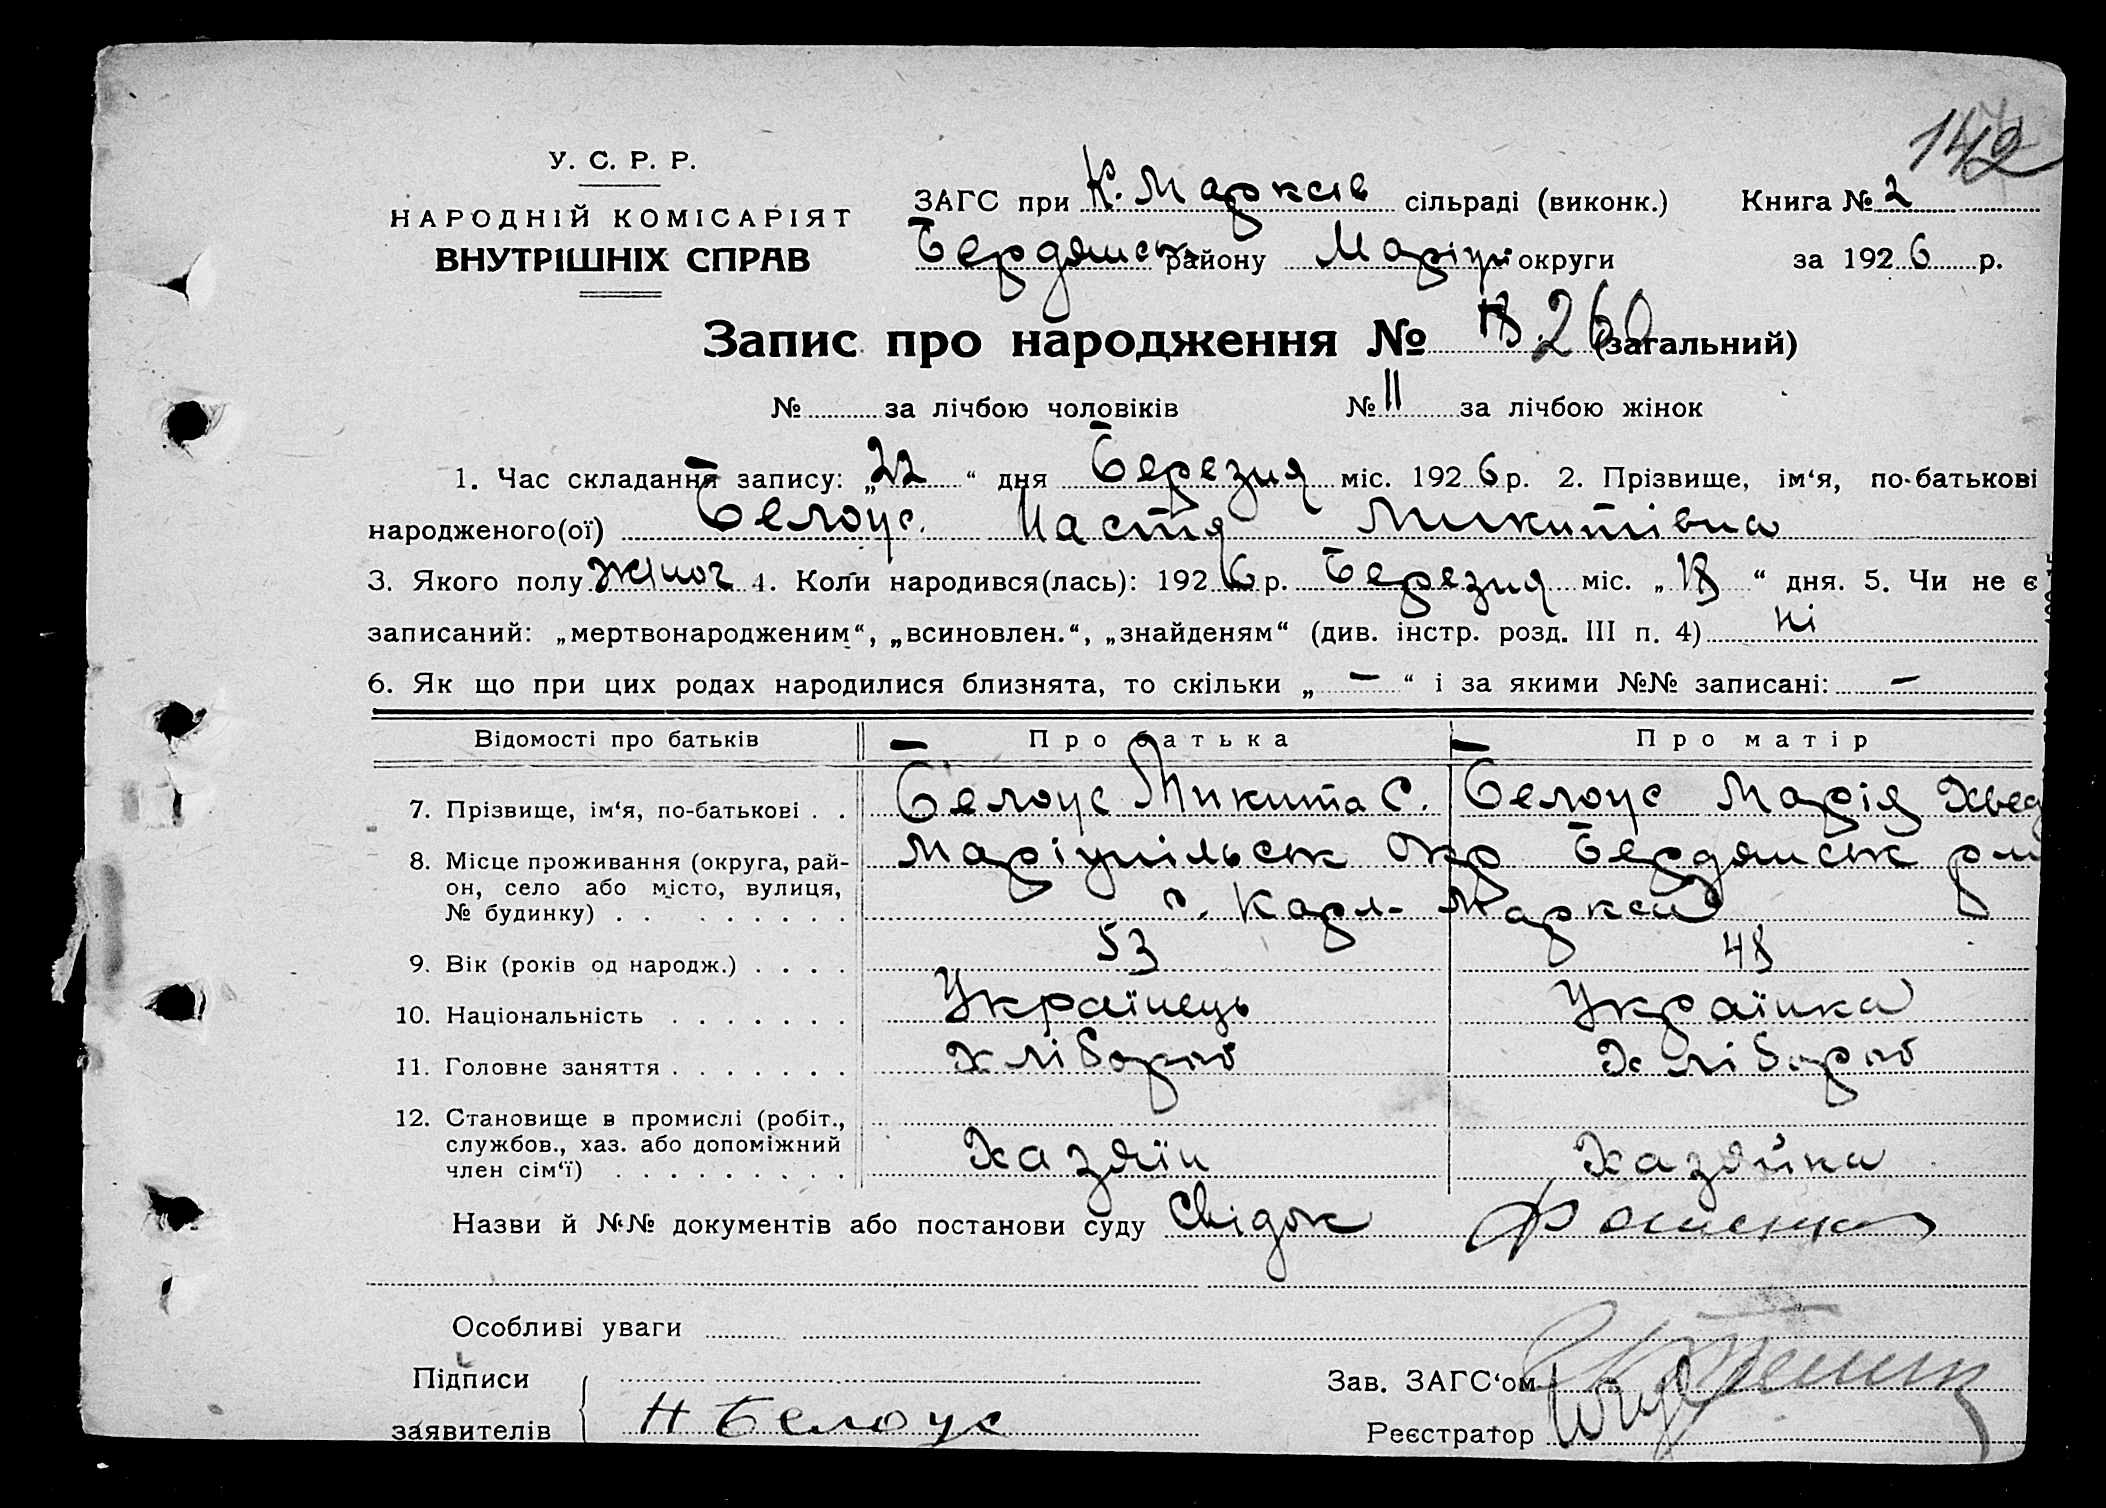 142
У. С. Р. Р.
НАРОДНІЙ КОМІСАРІЯТ
ВНУТРІШНІХ СПРАВ
ЗАГС при К. Марксів сільраді (виконк.) Книга № 2
Бердянськ району Маріуп округи за 1926 р.
Запис про народження № 18. 260 (загальний)
№ за лічбою чоловіків № 11 за лічбою жінок
1. Час складання запису: „22“ дня Березня міс. 1926 р. 2. Прізвище, ім‘я, по-батькові
народженого(ої) Белоус. Настя Микитівна
3. Якого полу жіноч 4. Коли народився(лась): 1926 р. Березня міс. „18“ дня. 5. Чи не є
записаний: „мертвонародженим“, „всиновлен.“, „знайденям“ (див. інстр. розд. III п. 4) Ні
6. Як що при цих родах народилися близнята, то скільки „ — “ і за якими №№ записані: —
Відомості про батьків Про батька Про матір
7. Прізвище, ім‘я, по-батькові . . Белоус Микита С. Белоус Марія Хвед
8. Місце проживання (округа, рай-
он, село або місто, вулиця,
№ будинку) . . . . . . . .
Маріупільськ Окр Бердянськ
с. Карл-Маркса
9. Вік (років од народж.) . . . . 53 48
10. Національність . . . . . . . Українець Українка
11. Головне заняття . . . . . . . Хлібороб Хлібороб
12. Становище в промислі (робіт.,
службов., хаз. або допоміжний
член сім‘ї) . . . . . . . . .
Хазяїн Хазяйка
Назви й №№ документів або постанови суду Свідок
Особливі уваги
Підписи
заявителів Н Белоус
Зав. ЗАГС‘ом
Реєстратор